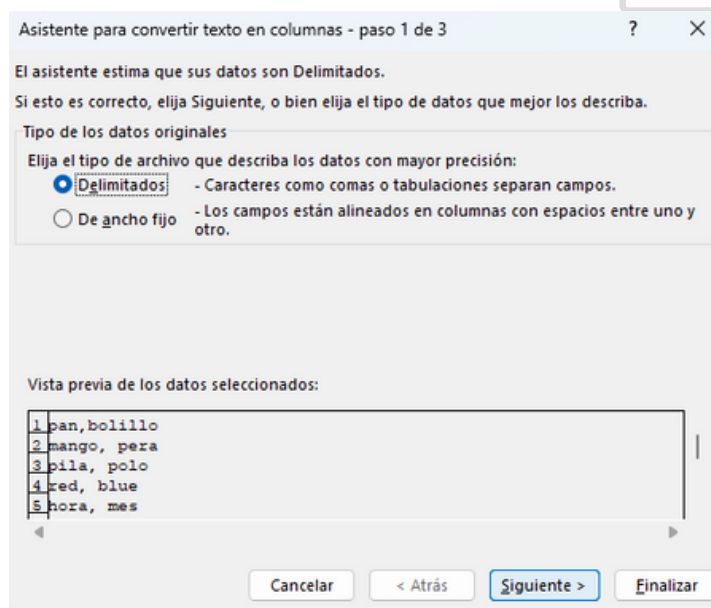 Asistente para convertir texto en columnas - paso 1 de 3 ? ×
El asistente estima que sus datos son Delimitados.
Si esto es correcto, elija Siguiente, o bien elija el tipo de datos que mejor los describa.
Tipo de los datos originales
Elija el tipo de archivo que describa los datos con mayor precisión:
Delimitados - Caracteres como comas o tabulaciones separan campos.
De ancho fijo - Los campos están alineados en columnas con espacios entre uno y
otro.
Vista previa de los datos seleccionados:
1 pan,bolillo
2 mango, pera
3 pila, polo
4 red, blue
5 hora, mes
Cancelar < Atrás Siguiente > Finalizar